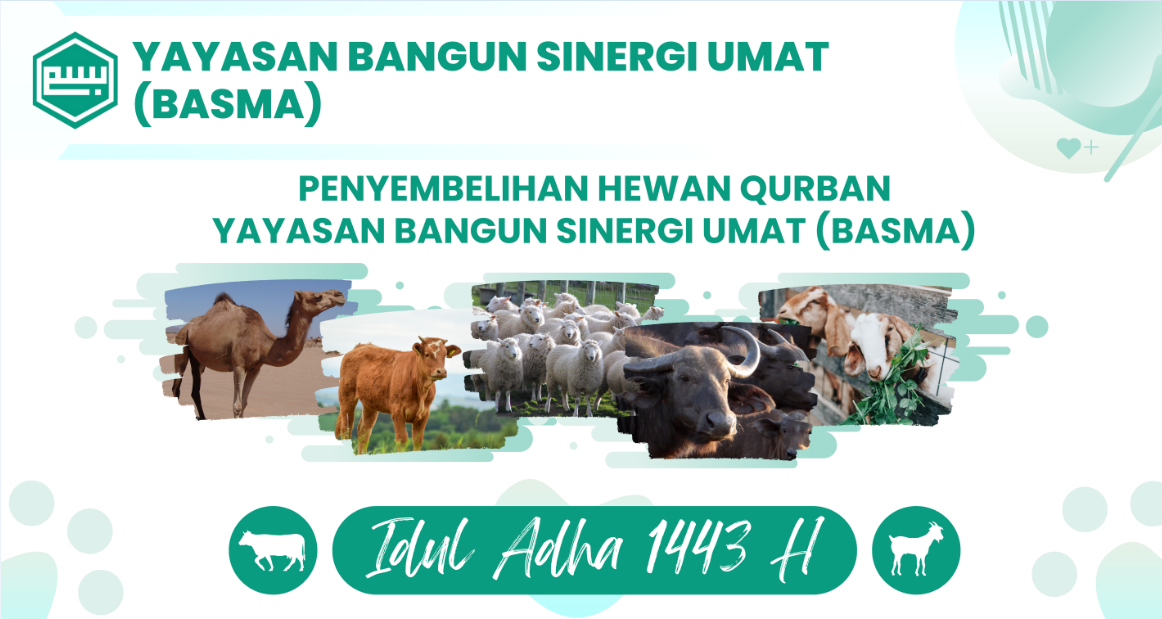 YAYASAN BANGUN SINERGI UMAT
(BASMA)
PENYEMBELIHAN HEWAN QURBAN
YAYASAN BANGUN SINERGI UMAT (BASMA)
Idul Adha 1443 H